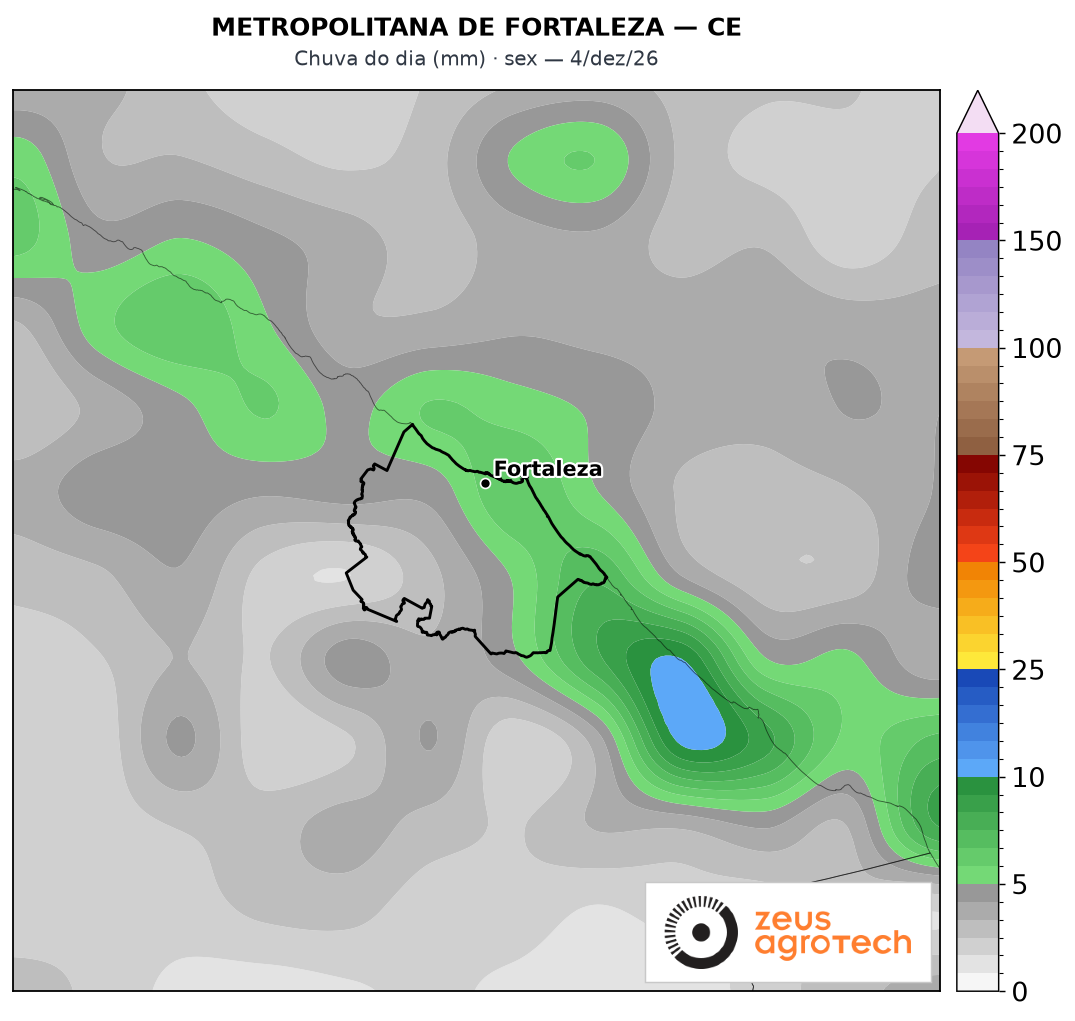 METROPOLITANA DE FORTALEZA — CE
Chuva do dia (mm) · sex — 4/dez/26
Fortaleza
200
150
100
75
50
25
10
5
0
zeus
agrotech